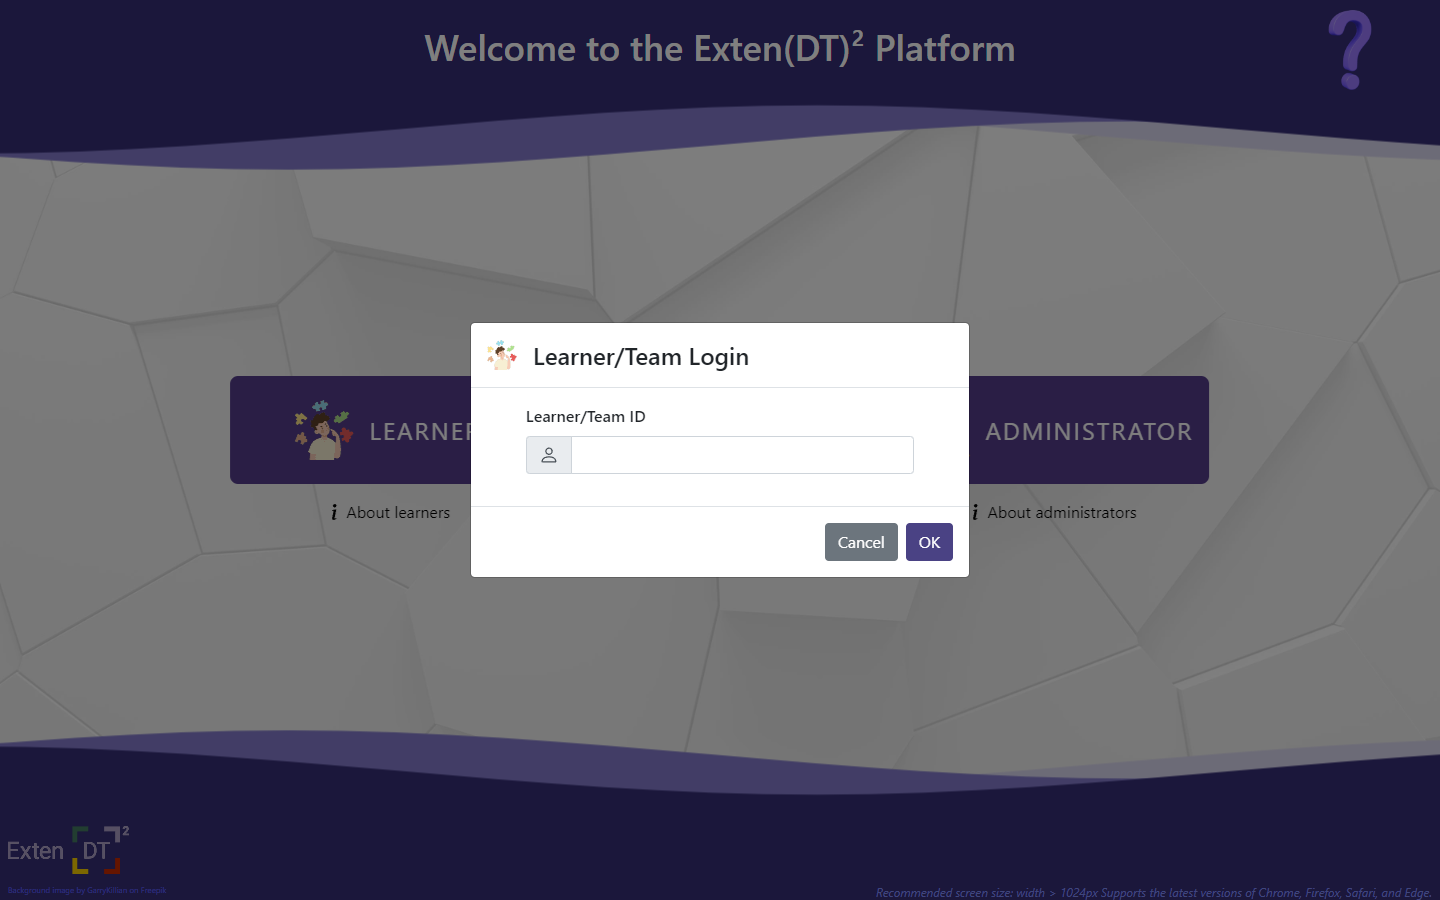 Welcome to the Exten(DT)² Platform
Learner/Team Login
LEARNER
ADMINISTRATOR
Learner/Team ID
About learners
About administrators
Cancel
OK
Exten DT 2
Background image by GarryKillian on Freepik
Recommended screen size: width > 1024px Supports the latest versions of Chrome, Firefox, Safari, and Edge.